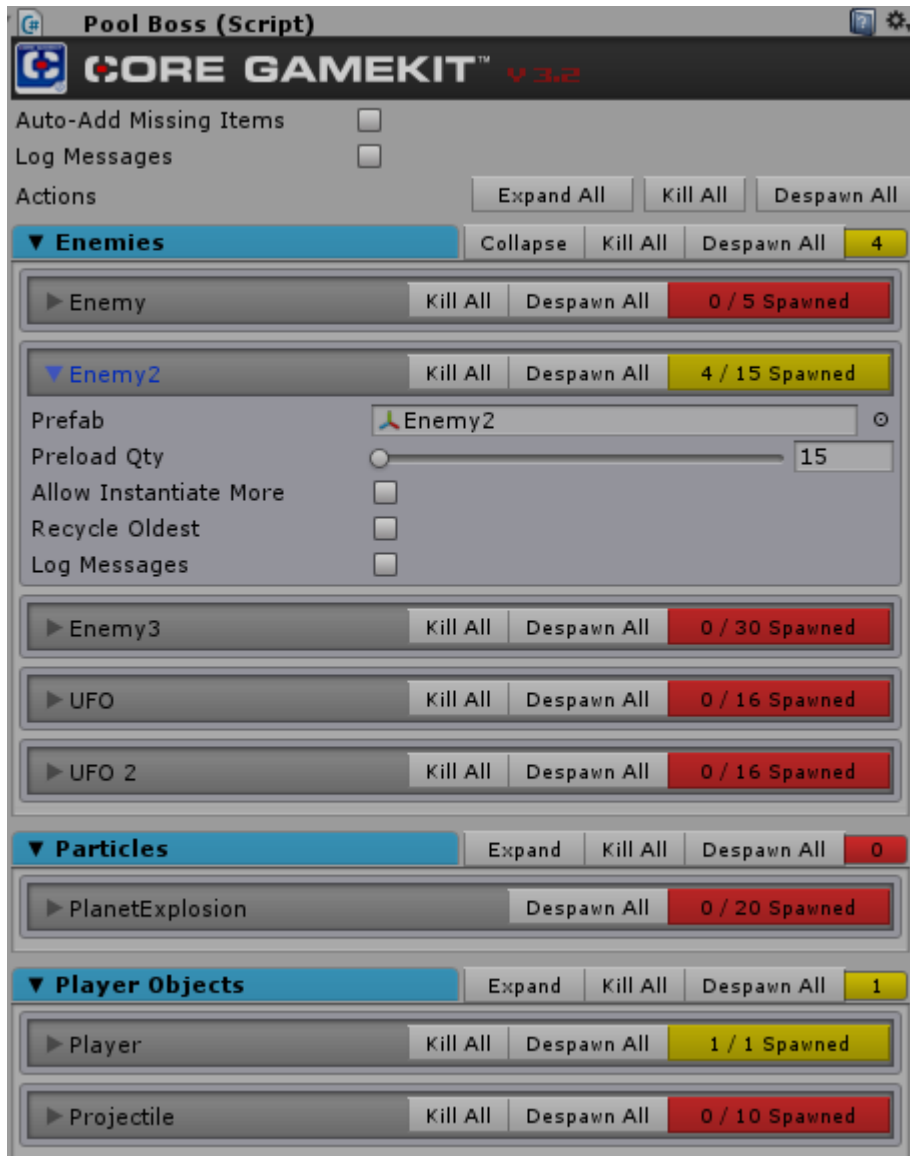 Pool Boss (Script)
CORE GAMEKIT™ V 3.2
Auto-Add Missing Items
Log Messages
Actions Expand All Kill All Despawn All
▼ Enemies Collapse Kill All Despawn All 4
Enemy Kill All Despawn All 0 / 5 Spawned
Enemy2 Kill All Despawn All 4 / 15 Spawned
Prefab Enemy2
Preload Qty 15
Allow Instantiate More
Recycle Oldest
Log Messages
Enemy3 Kill All Despawn All 0 / 30 Spawned
UFO Kill All Despawn All 0 / 16 Spawned
UFO 2 Kill All Despawn All 0 / 16 Spawned
▼ Particles Expand Kill All Despawn All 0
PlanetExplosion Despawn All 0 / 20 Spawned
▼ Player Objects Expand Kill All Despawn All 1
Player Kill All Despawn All 1 / 1 Spawned
Projectile Kill All Despawn All 0 / 10 Spawned